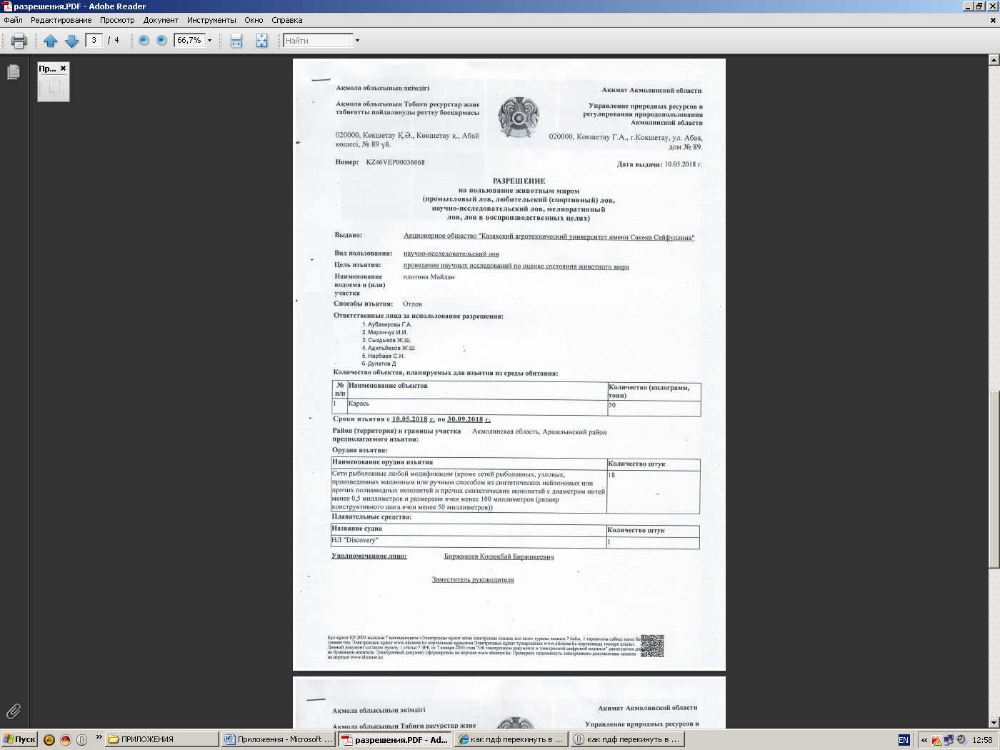 разрешения.PDF - Adobe Reader
Файл Редактирование Просмотр Документ Инструменты Окно Справка
3 / 4 66,7% Найти
Пр...
Ақмола облысының әкімдігі
Акимат Акмолинской области
Ақмола облысының Табиғи ресурстар және
табиғатты пайдалануды реттеу басқармасы
Управление природных ресурсов и
регулирования природопользования
Акмолинской области
020000, Көкшетау Қ.Ә., Көкшетау қ., Абай
көшесі, № 89 үй.
020000, Кокшетау Г.А., г.Кокшетау, ул. Абая,
дом № 89.
Номер: KZ46VEP00036068
Дата выдачи: 10.05.2018 г.
РАЗРЕШЕНИЕ
на пользование животным миром
(промысловый лов, любительский (спортивный) лов,
научно-исследовательский лов, мелиоративный
лов, лов в воспроизводственных целях)
Выдано: Акционерное общество "Казахский агротехнический университет имени Сакена Сейфуллина"
Вид пользования: научно-исследовательский лов
Цель изъятия: проведение научных исследований по оценке состояния животного мира
Наименование плотина Майдан
водоема и (или)
участка
Способы изъятия: Отлов
Ответственные лица за использование разрешения:
1. Аубакирова Г.А.
2. Мирончук И.И.
3. Сыздыков Ж.Ш.
4. Адильбеков Ж.Ш
5. Нарбаев С.Н.
6. Дулатов Д
Количество объектов, планируемых для изъятия из среды обитания:
№ Наименование объектов Количество (килограмм,
п/п тонн)
1 Карась 50
Сроки изъятия с 10.05.2018 г. по 30.09.2018 г.
Район (территория) и границы участка Акмолинская область, Аршалынский район
предполагаемого изъятия:
Орудия изъятия:
Наименование орудия изъятия Количество штук
Сети рыболовные любой модификации (кроме сетей рыболовных, узловых, 18
произведенных машинным или ручным способом из синтетических нейлоновых или
прочих полиамидных мононитей и прочих синтетических мононитей с диаметром нитей
менее 0,5 миллиметров и размерами ячеи менее 100 миллиметров (размер
конструктивного шага ячеи менее 50 миллиметров))
Плавательные средства:
Название судна Количество штук
НЛ "Discovery" 1
Уполномоченное лицо: Биржикеев Кошекбай Биржикеевич
Заместитель руководителя
Бұл құжат ҚР 2003 жылдың 7 қаңтарындағы «Электронды құжат және электронды сандық қол қою» туралы заңның 7 бабы, 1 тармағына сәйкес қағаз
заңмен тең. Электрондық құжат www.elicense.kz порталында құрылған.Электрондық құжат түпнұсқасын www.elicense.kz порталында тексере аласыз.
Данный документ согласно пункту 1 статьи 7 ЗРК от 7 января 2003 года "Об электронном документе и электронной цифровой подписи" равнозначен
на бумажном носителе. Электронный документ сформирован на портале www.elicense.kz. Проверить подлинность электронного документа вы можете
на портале www.elicense.kz.
Ақмола облысының әкімдігі
Акимат Акмолинской области
Ақмола облысының Табиғи ресурстар және
Управление природных ресурсов и
Пуск » ПРИЛОЖЕНИЯ Приложения - Microsoft ... разрешения.PDF - Ad... как пдф перекинуть в ... как пдф перекинуть в ... EN « 12:58